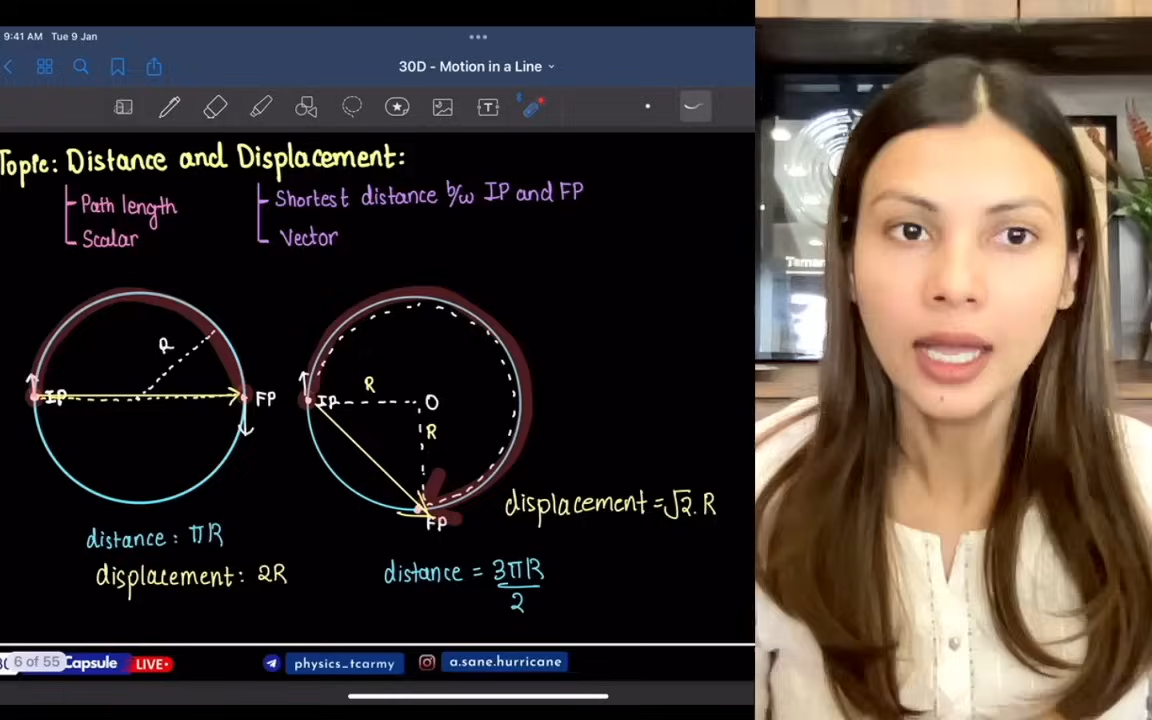 9:41 AM Tue 9 Jan
30D - Motion in a Line
Topic: Distance and Displacement:
Path length
Scalar
Shortest distance b/w IP and FP
Vector
R
IP
FP
R
IP
O
R
FP
displacement = √2. R
distance : πR
displacement: 2R
distance = 3πR/2
6 of 55
Capsule
LIVE
physics_tcarmy
a.sane.hurricane